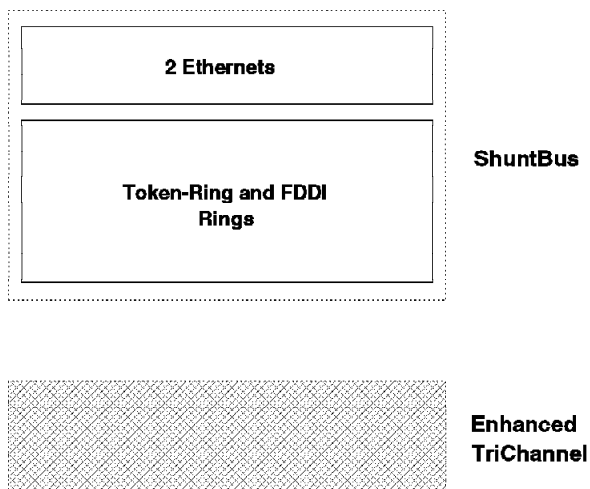 2 Ethernets
ShuntBus
Token-Ring and FDDI
Rings
Enhanced
TriChannel